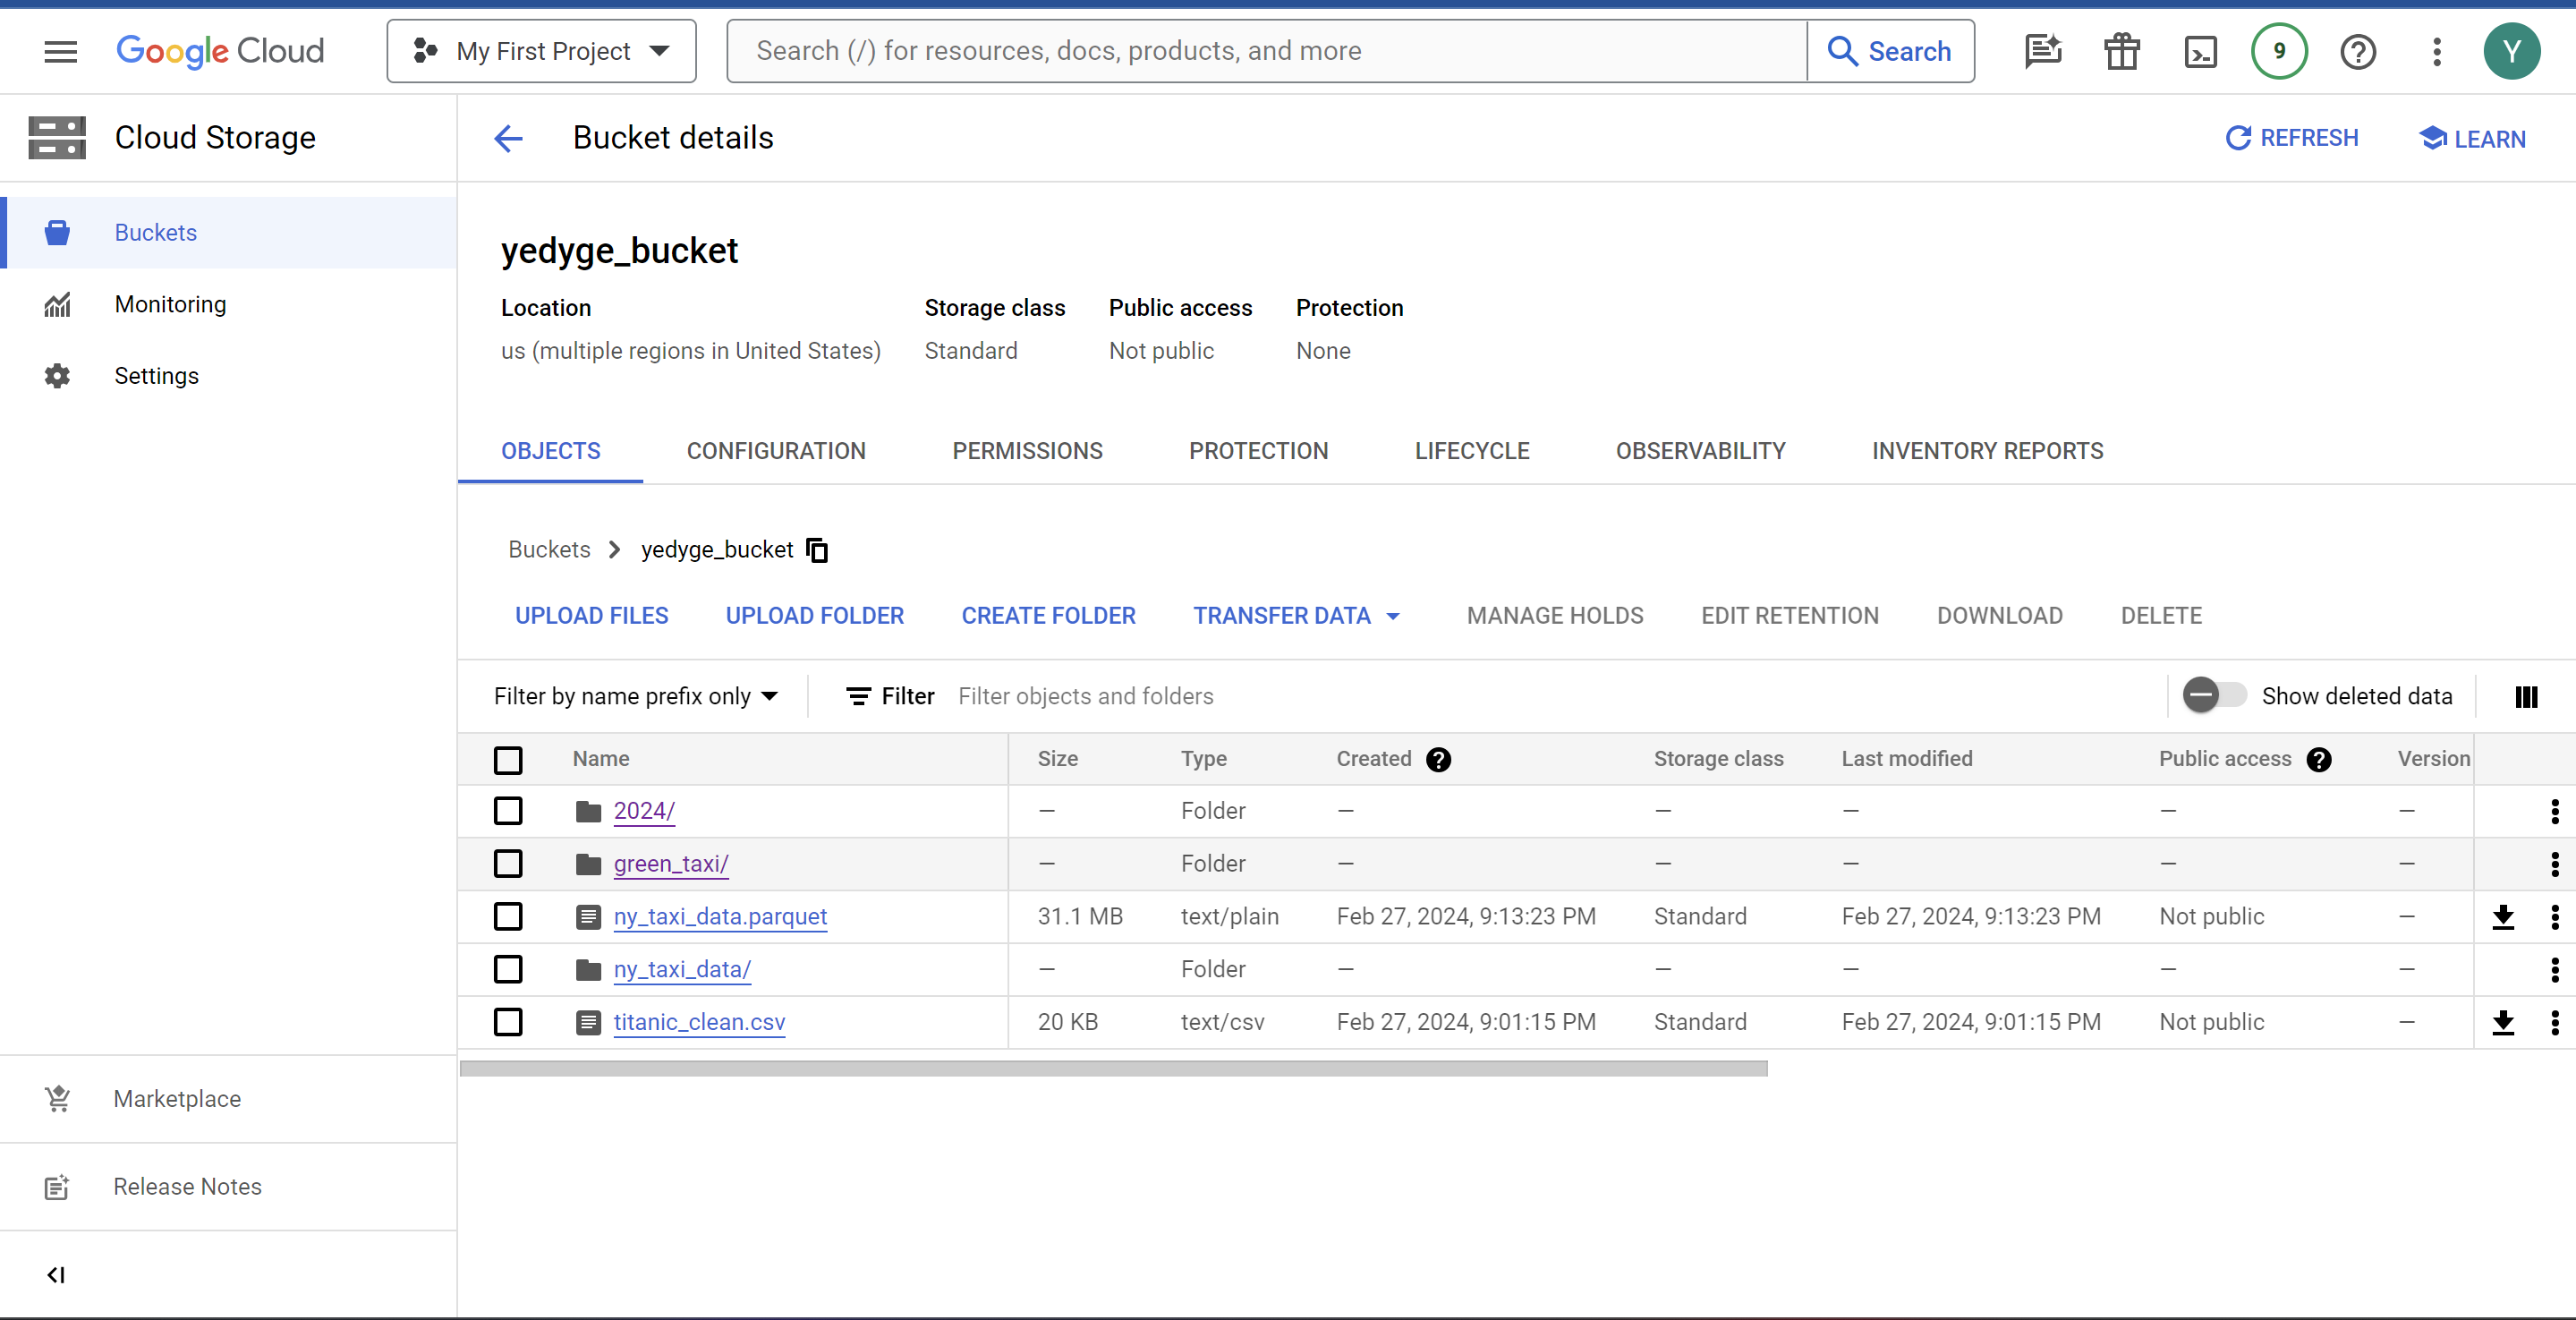 Google Cloud
My First Project
Search (/) for resources, docs, products, and more
Search
9
Y
Cloud Storage
Bucket details
REFRESH
LEARN
Buckets
Monitoring
Settings
yedyge_bucket
Location Storage class Public access Protection
us (multiple regions in United States) Standard Not public None
OBJECTS CONFIGURATION PERMISSIONS PROTECTION LIFECYCLE OBSERVABILITY INVENTORY REPORTS
Buckets yedyge_bucket
UPLOAD FILES UPLOAD FOLDER CREATE FOLDER TRANSFER DATA MANAGE HOLDS EDIT RETENTION DOWNLOAD DELETE
Filter by name prefix only Filter Filter objects and folders Show deleted data
Name Size Type Created Storage class Last modified Public access Version
2024/ — Folder — — — — —
green_taxi/ — Folder — — — — —
ny_taxi_data.parquet 31.1 MB text/plain Feb 27, 2024, 9:13:23 PM Standard Feb 27, 2024, 9:13:23 PM Not public —
ny_taxi_data/ — Folder — — — — —
titanic_clean.csv 20 KB text/csv Feb 27, 2024, 9:01:15 PM Standard Feb 27, 2024, 9:01:15 PM Not public —
Marketplace
Release Notes